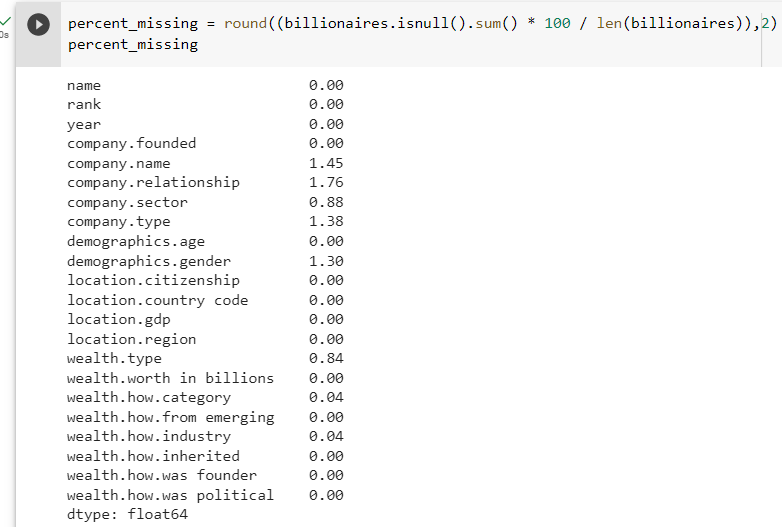 percent_missing = round((billionaires.isnull().sum() * 100 / len(billionaires)),2)
0s
percent_missing
name 0.00
rank 0.00
year 0.00
company.founded 0.00
company.name 1.45
company.relationship 1.76
company.sector 0.88
company.type 1.38
demographics.age 0.00
demographics.gender 1.30
location.citizenship 0.00
location.country code 0.00
location.gdp 0.00
location.region 0.00
wealth.type 0.84
wealth.worth in billions 0.00
wealth.how.category 0.04
wealth.how.from emerging 0.00
wealth.how.industry 0.04
wealth.how.inherited 0.00
wealth.how.was founder 0.00
wealth.how.was political 0.00
dtype: float64